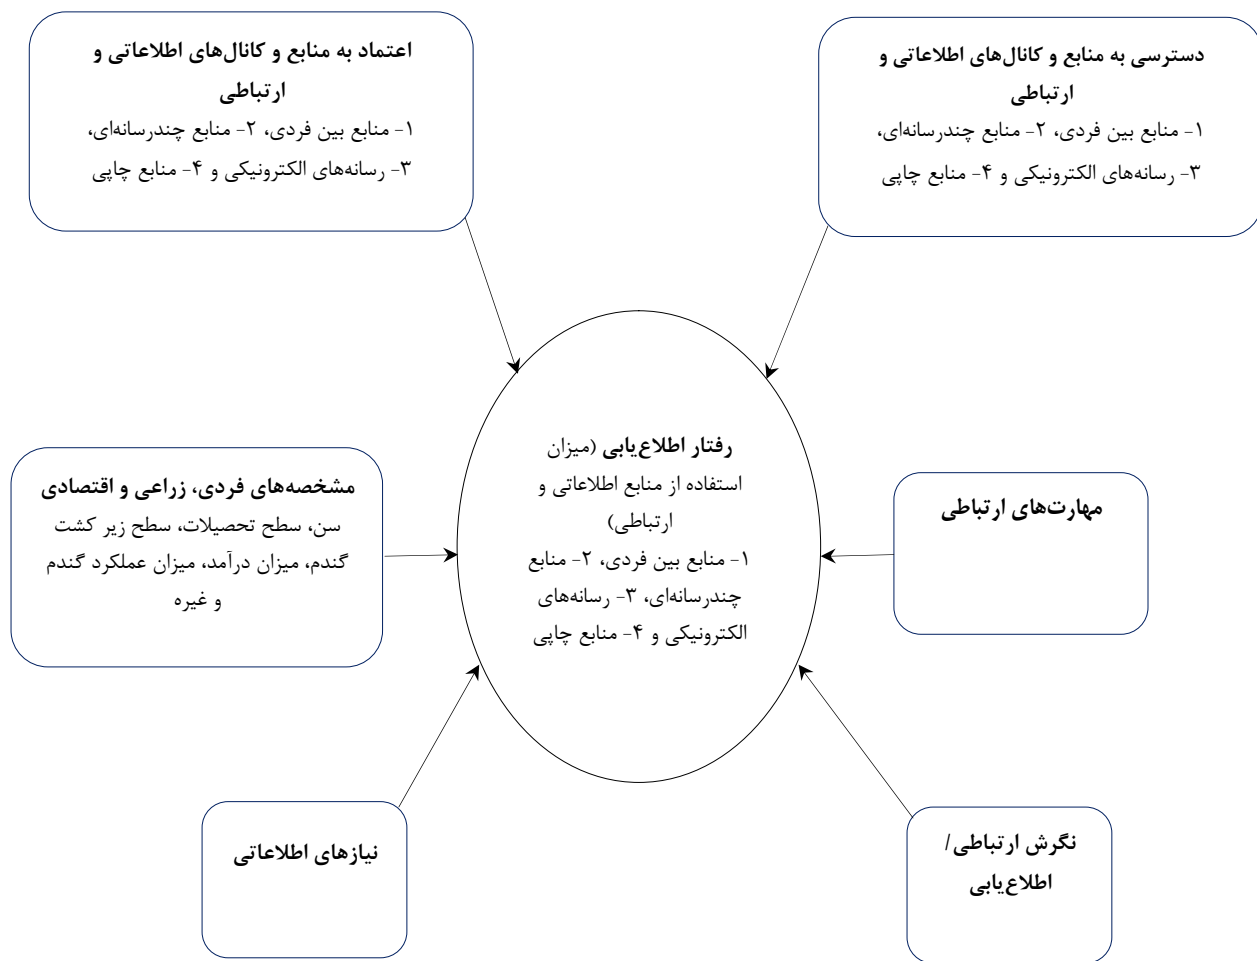 دسترسی به منابع و کانال‌های اطلاعاتی و
ارتباطی
۱- منابع بین فردی، ۲- منابع چندرسانه‌ای،
۳- رسانه‌های الکترونیکی و ۴- منابع چاپی
اعتماد به منابع و کانال‌های اطلاعاتی و
ارتباطی
۱- منابع بین فردی، ۲- منابع چندرسانه‌ای،
۳- رسانه‌های الکترونیکی و ۴- منابع چاپی
رفتار اطلاع‌یابی (میزان
استفاده از منابع اطلاعاتی و
ارتباطی)
۱- منابع بین فردی، ۲- منابع
چندرسانه‌ای، ۳- رسانه‌های
الکترونیکی و ۴- منابع چاپی
مهارت‌های ارتباطی
مشخصه‌های فردی، زراعی و اقتصادی
سن، سطح تحصیلات، سطح زیر کشت
گندم، میزان درآمد، میزان عملکرد گندم
و غیره
نگرش ارتباطی/
اطلاع‌یابی
نیازهای اطلاعاتی